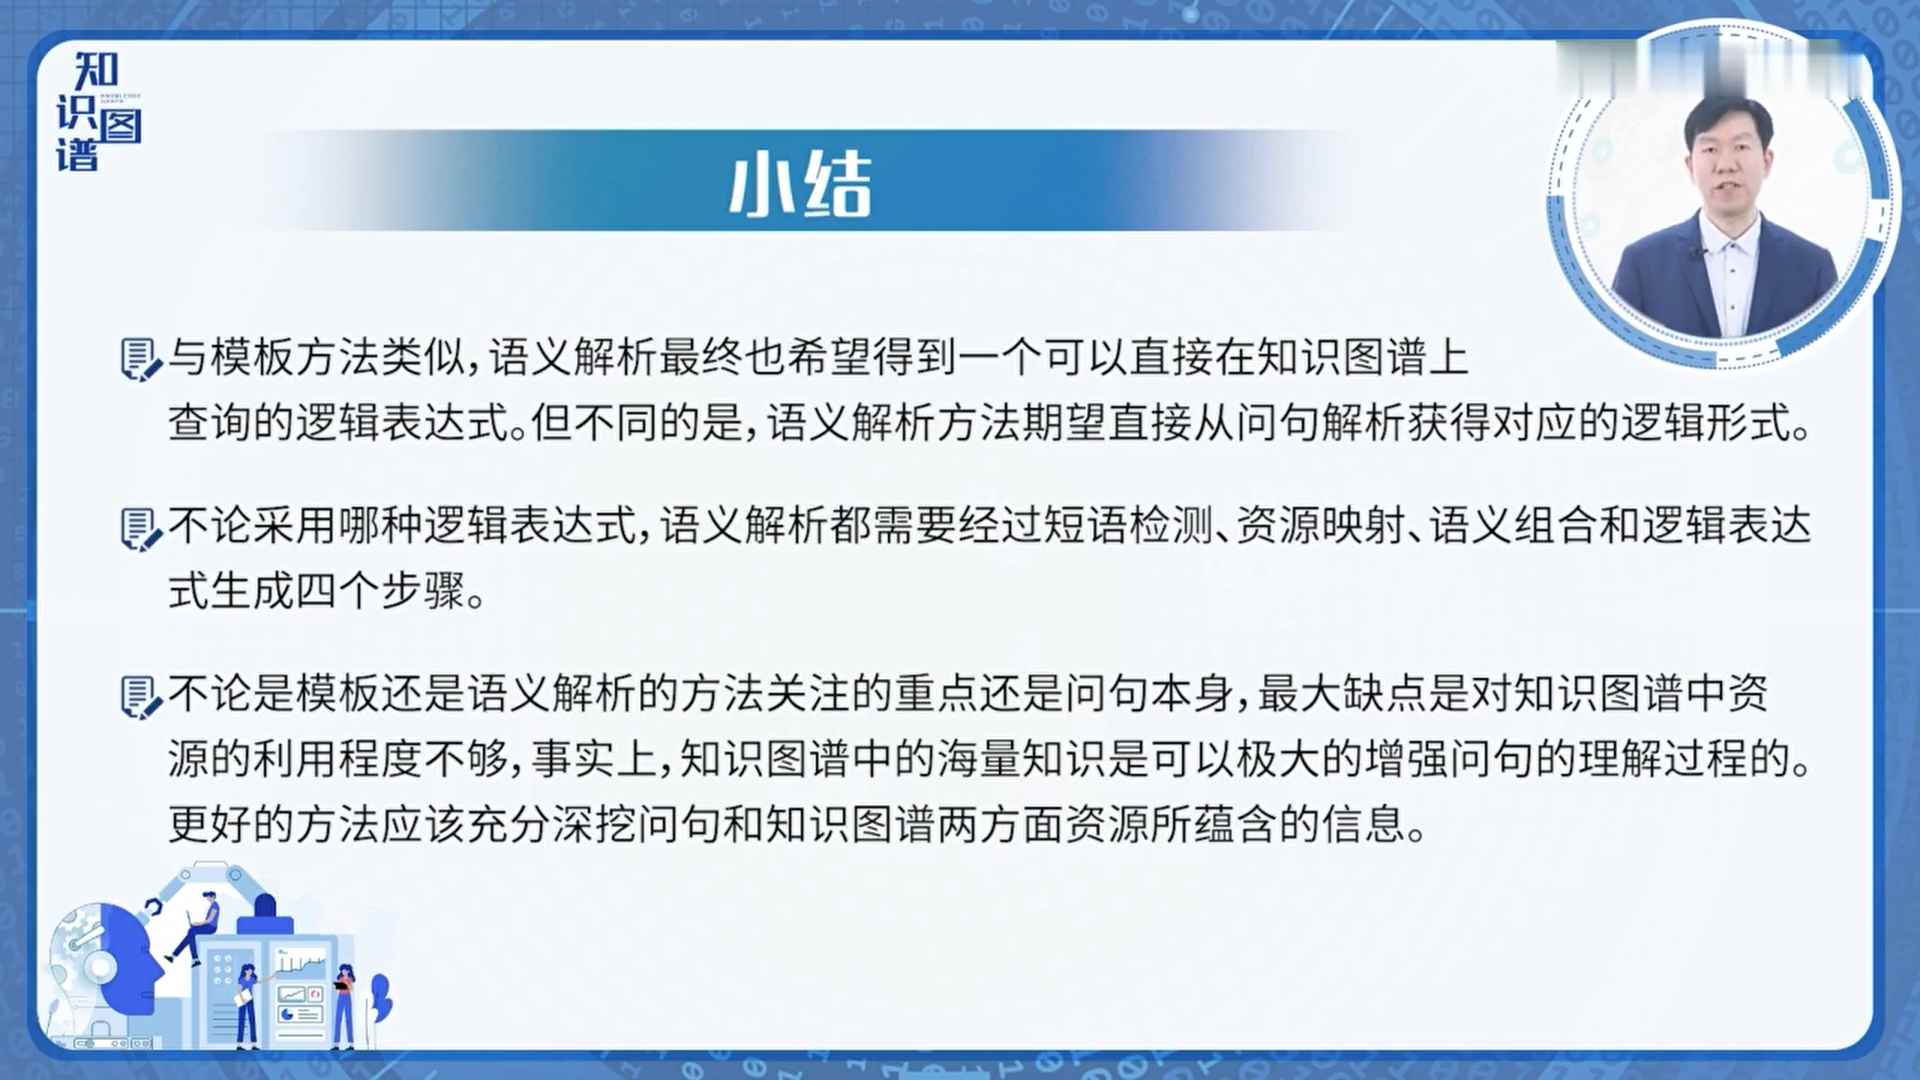 知识图谱
KNOWLEDGE GRAPH
小结
与模板方法类似，语义解析最终也希望得到一个可以直接在知识图谱上
查询的逻辑表达式。但不同的是，语义解析方法期望直接从问句解析获得对应的逻辑形式。
不论采用哪种逻辑表达式，语义解析都需要经过短语检测、资源映射、语义组合和逻辑表达
式生成四个步骤。
不论是模板还是语义解析的方法关注的重点还是问句本身，最大缺点是对知识图谱中资
源的利用程度不够，事实上，知识图谱中的海量知识是可以极大的增强问句的理解过程的。
更好的方法应该充分深挖问句和知识图谱两方面资源所蕴含的信息。